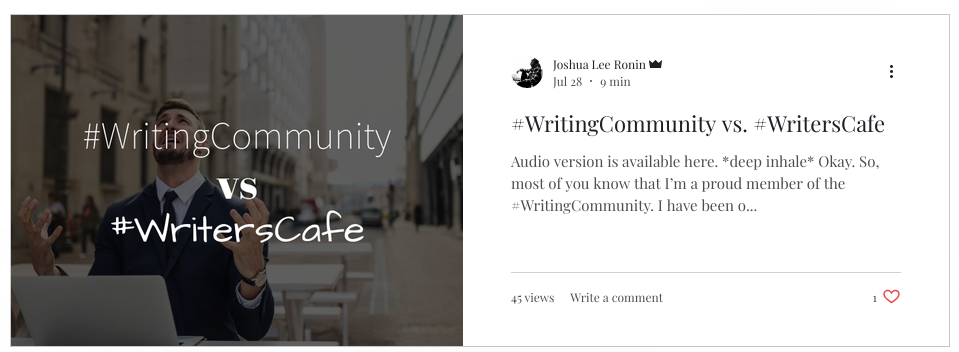 #WritingCommunity
vs
#WritersCafe
Joshua Lee Ronin
Jul 28 · 9 min
#WritingCommunity vs. #WritersCafe
Audio version is available here. *deep inhale* Okay. So,
most of you know that I'm a proud member of the
#WritingCommunity. I have been o...
45 views Write a comment 1